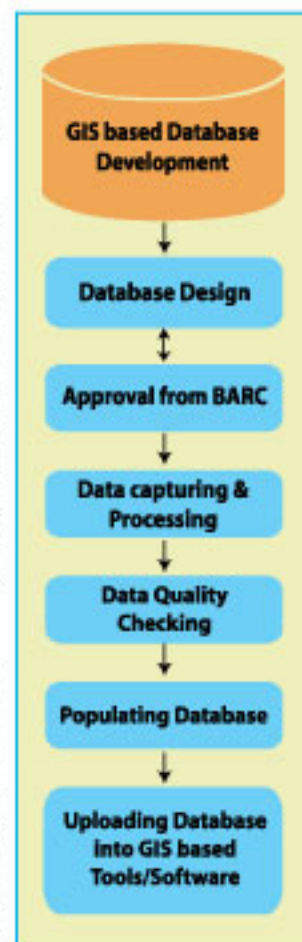 GIS based Database
Development
Database Design
Approval from BARC
Data capturing &
Processing
Data Quality
Checking
Populating Database
Uploading Database
into GIS based
Tools/Software